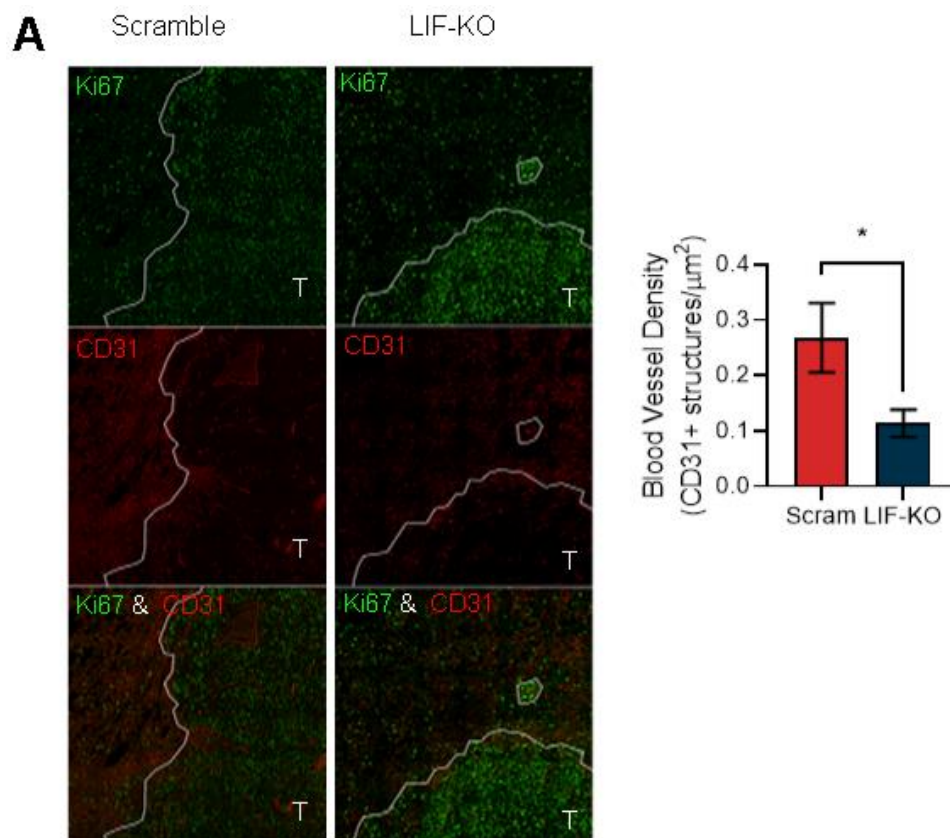 A
Scramble LIF-KO
Ki67 Ki67
T T
CD31 CD31
T T
Ki67 & CD31 Ki67 & CD31
T T
Blood Vessel Density
(CD31+ structures/μm²)
*
0.4
0.3
0.2
0.1
0.0
Scram LIF-KO